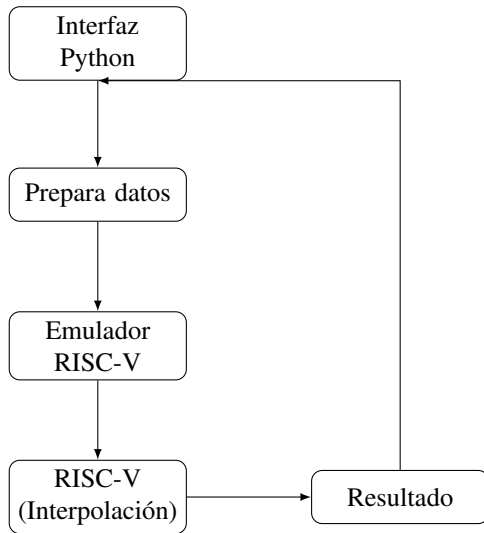 Interfaz
Python
Prepara datos
Emulador
RISC-V
RISC-V
(Interpolación)
Resultado